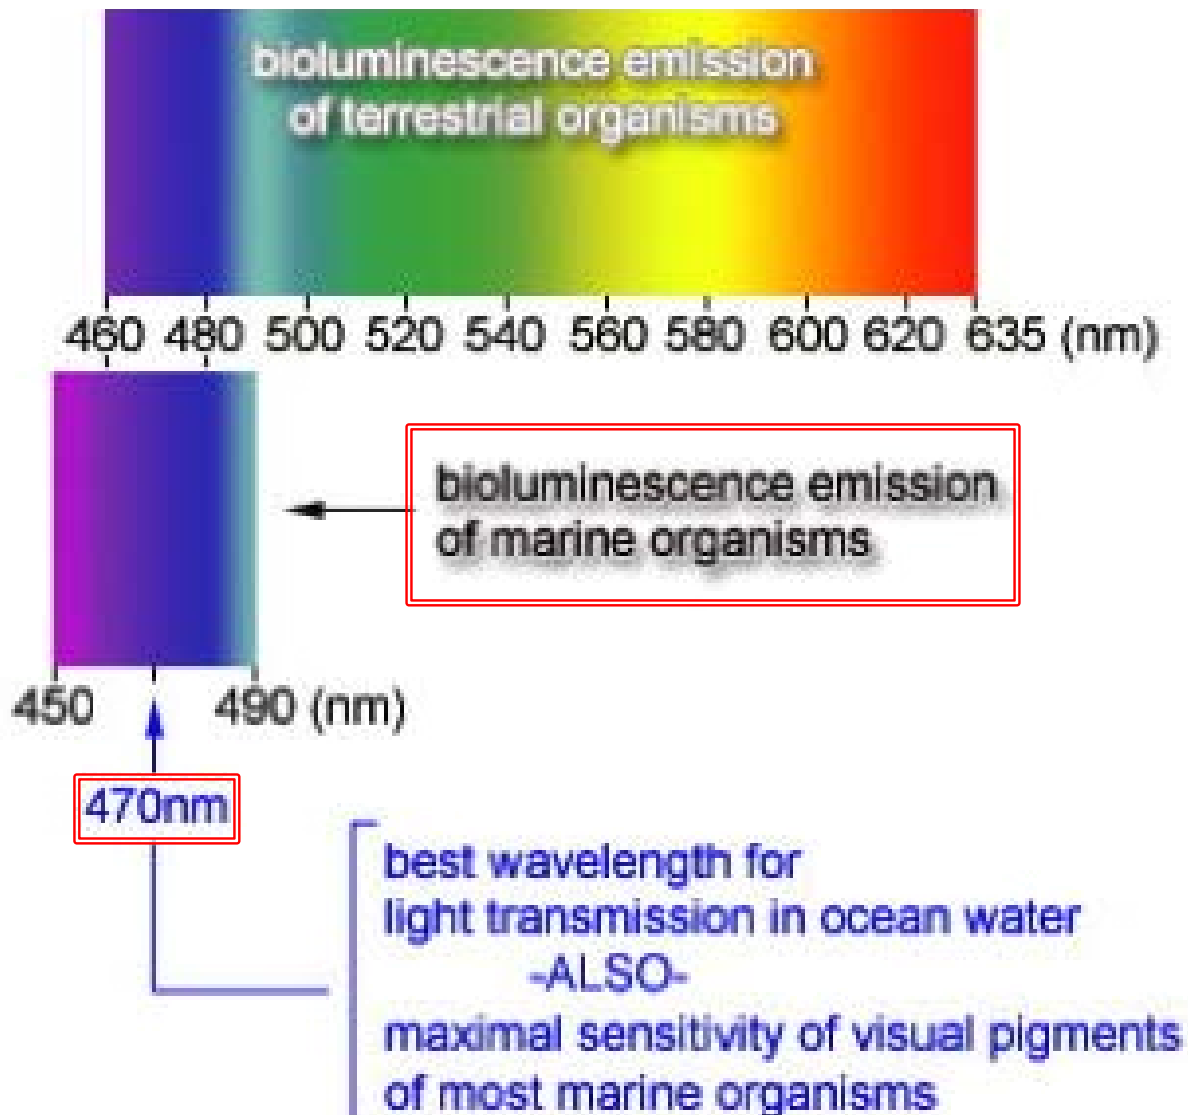 bioluminescence emission
of terrestrial organisms
460 480 500 520 540 560 580 600 620 635 (nm)
bioluminescence emission
of marine organisms
450 490 (nm)
470nm
best wavelength for
light transmission in ocean water
-ALSO-
maximal sensitivity of visual pigments
of most marine organisms